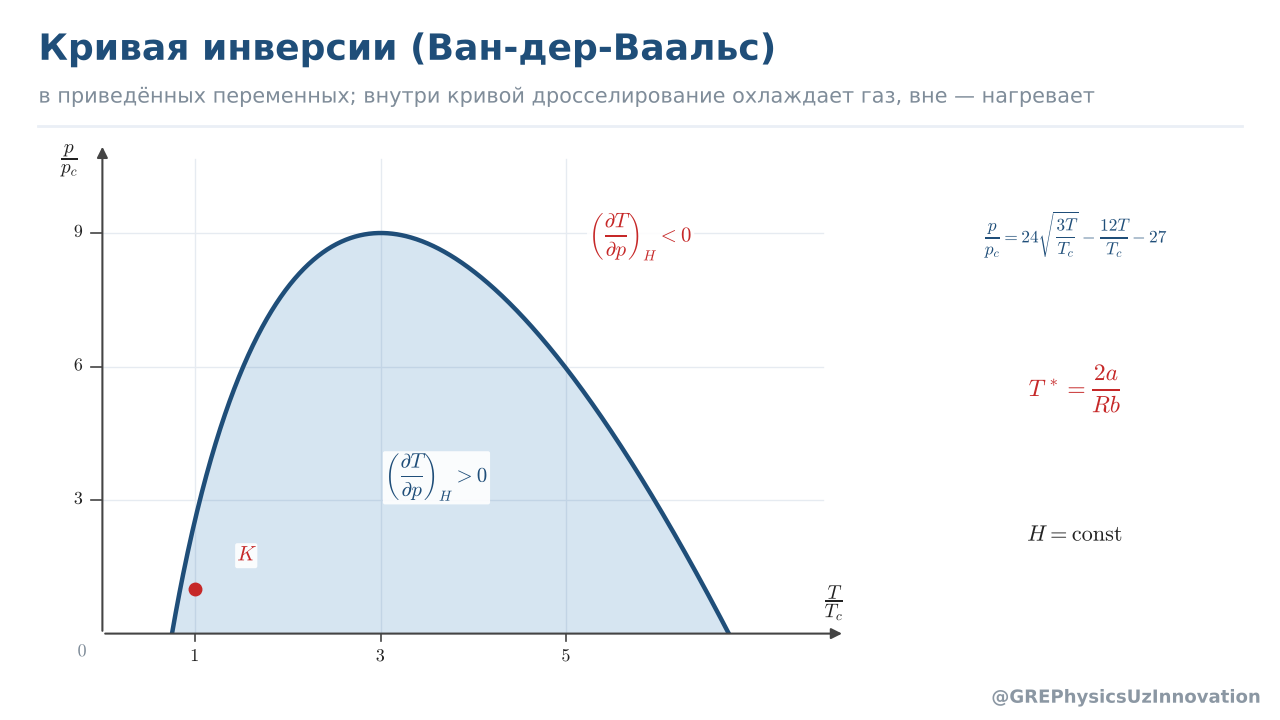 Кривая инверсии (Ван-дер-Ваальс)
в приведённых переменных; внутри кривой дросселирование охлаждает газ, вне — нагревает
p/p_c
9
6
3
0
1
3
5
T/T_c
(∂T/∂p)_H < 0
(∂T/∂p)_H > 0
K
p/p_c = 24√(3T/T_c) − 12T/T_c − 27
T* = 2a/Rb
H = const
@GREPhysicsUzInnovation